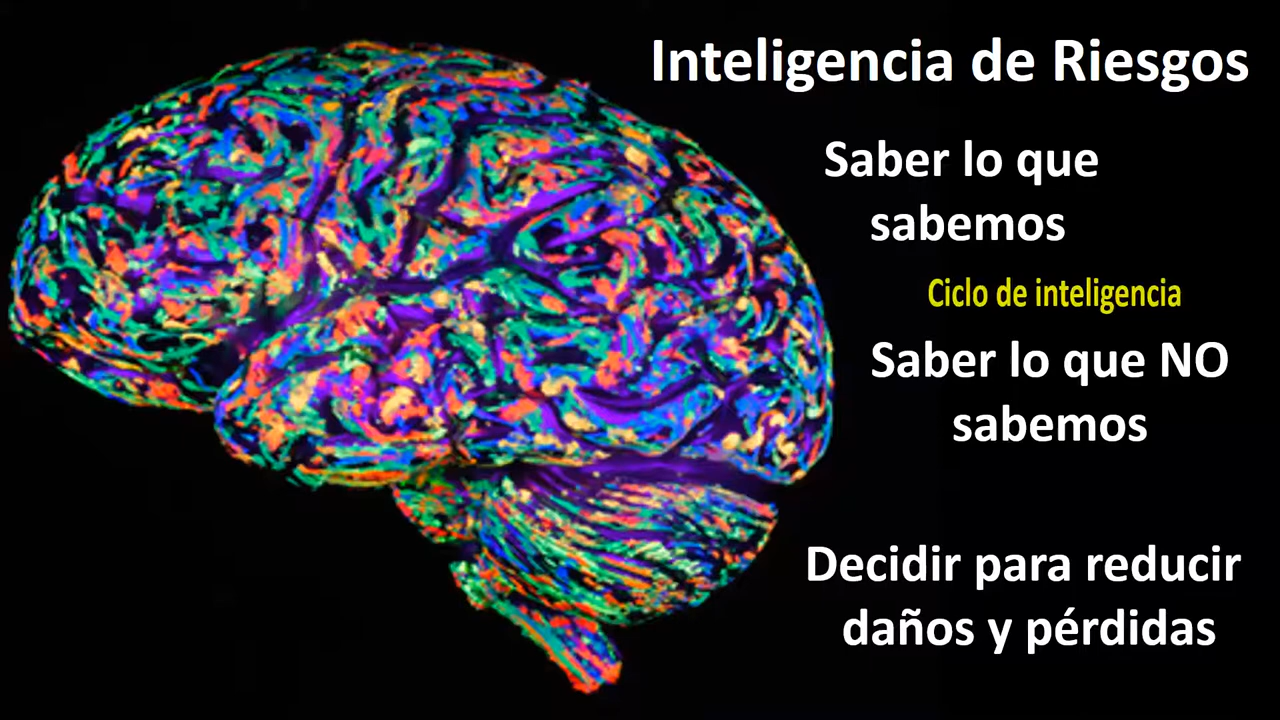 Inteligencia de Riesgos
Saber lo que
sabemos
Ciclo de inteligencia
Saber lo que NO
sabemos
Decidir para reducir
daños y pérdidas